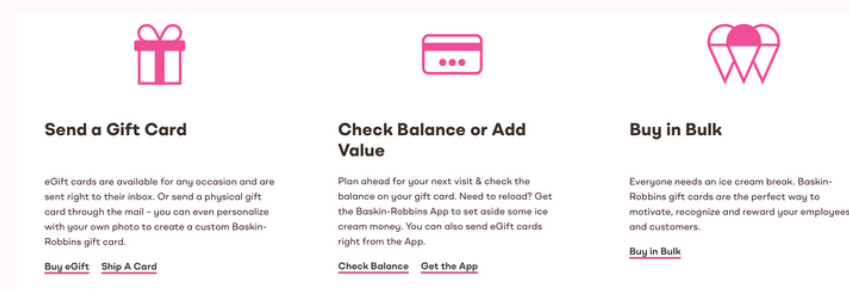 Send a Gift Card
eGift cards are available for any occasion and are
sent right to their inbox. Or send a physical gift
card through the mail – you can even personalize
with your own photo to create a custom Baskin-
Robbins gift card.
Buy eGift Ship A Card
Check Balance or Add
Value
Plan ahead for your next visit & check the
balance on your gift card. Need to reload? Get
the Baskin-Robbins App to set aside some ice
cream money. You can also send eGift cards
right from the App.
Check Balance Get the App
Buy in Bulk
Everyone needs an ice cream break. Baskin-
Robbins gift cards are the perfect way to
motivate, recognize and reward your employees
and customers.
Buy in Bulk